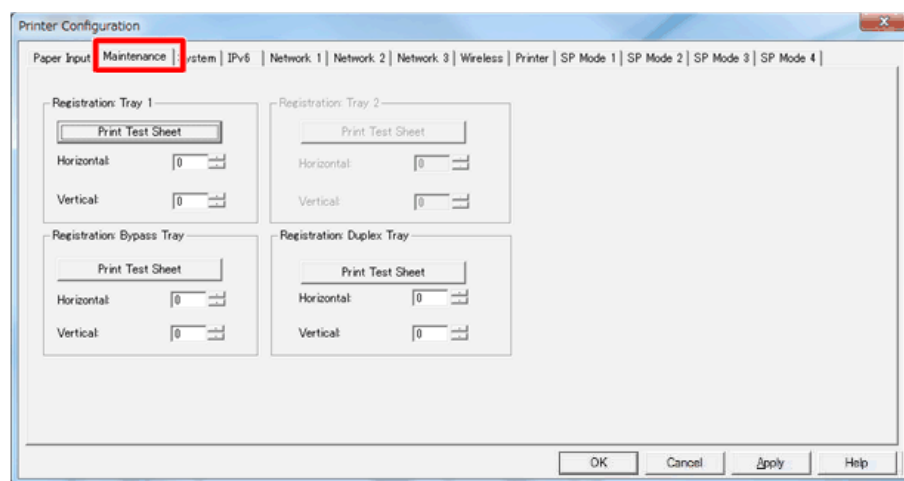 Printer Configuration
Paper Input Maintenance System IPv6 Network 1 Network 2 Network 3 Wireless Printer SP Mode 1 SP Mode 2 SP Mode 3 SP Mode 4
Registration: Tray 1
Print Test Sheet
Horizontal: 0
Vertical: 0
Registration: Tray 2
Print Test Sheet
Horizontal: 0
Vertical: 0
Registration: Bypass Tray
Print Test Sheet
Horizontal: 0
Vertical: 0
Registration: Duplex Tray
Print Test Sheet
Horizontal: 0
Vertical: 0
OK Cancel Apply Help